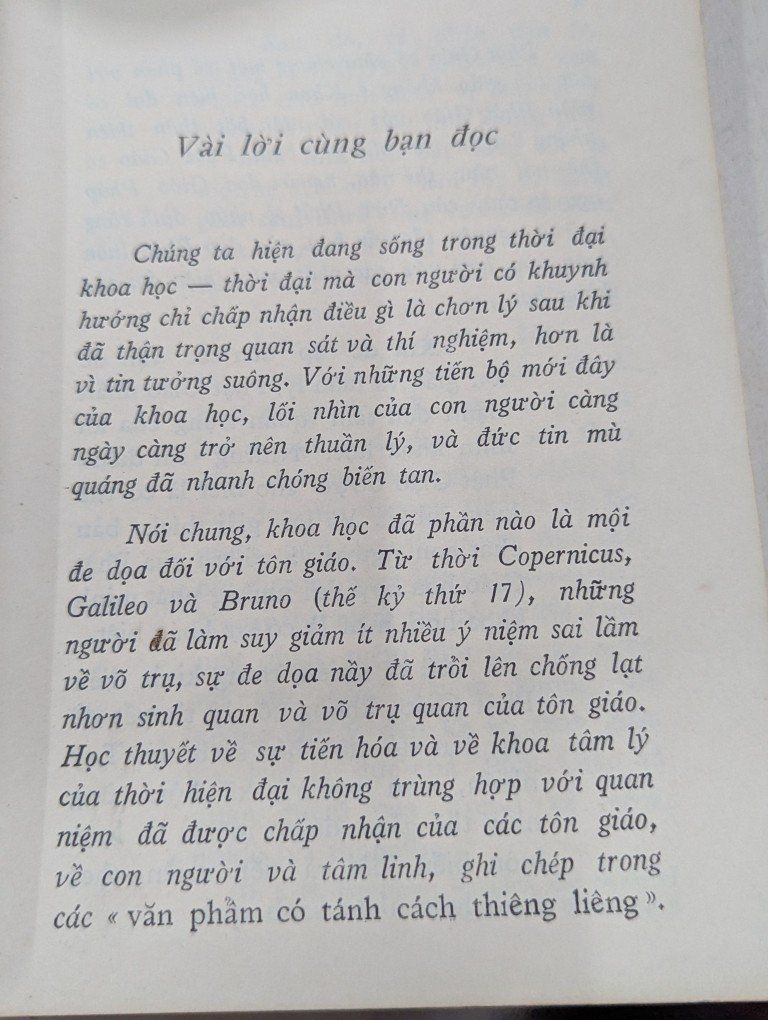 Vài lời cùng bạn đọc
Chúng ta hiện đang sống trong thời đại
khoa học — thời đại mà con người có khuynh
hướng chỉ chấp nhận điều gì là chơn lý sau khi
đã thận trọng quan sát và thí nghiệm, hơn là
vì tin tưởng suông. Với những tiến bộ mới đây
của khoa học, lối nhìn của con người càng
ngày càng trở nên thuần lý, và đức tin mù
quáng đã nhanh chóng biến tan.
Nói chung, khoa học đã phần nào là mội
đe dọa đối với tôn giáo. Từ thời Copernicus,
Galileo và Bruno (thế kỷ thứ 17), những
người đã làm suy giảm ít nhiều ý niệm sai lầm
về võ trụ, sự đe dọa nầy đã trỗi lên chống lạt
nhơn sinh quan và võ trụ quan của tôn giáo.
Học thuyết về sự tiến hóa và về khoa tâm lý
của thời hiện đại không trùng hợp với quan
niệm đã được chấp nhận của các tôn giáo,
về con người và tâm linh, ghi chép trong
các « văn phẩm có tánh cách thiêng liêng ».